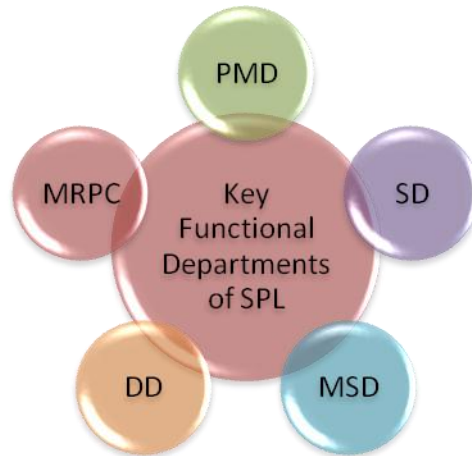 PMD
MRPC
Key
Functional
Departments
of SPL
SD
DD
MSD